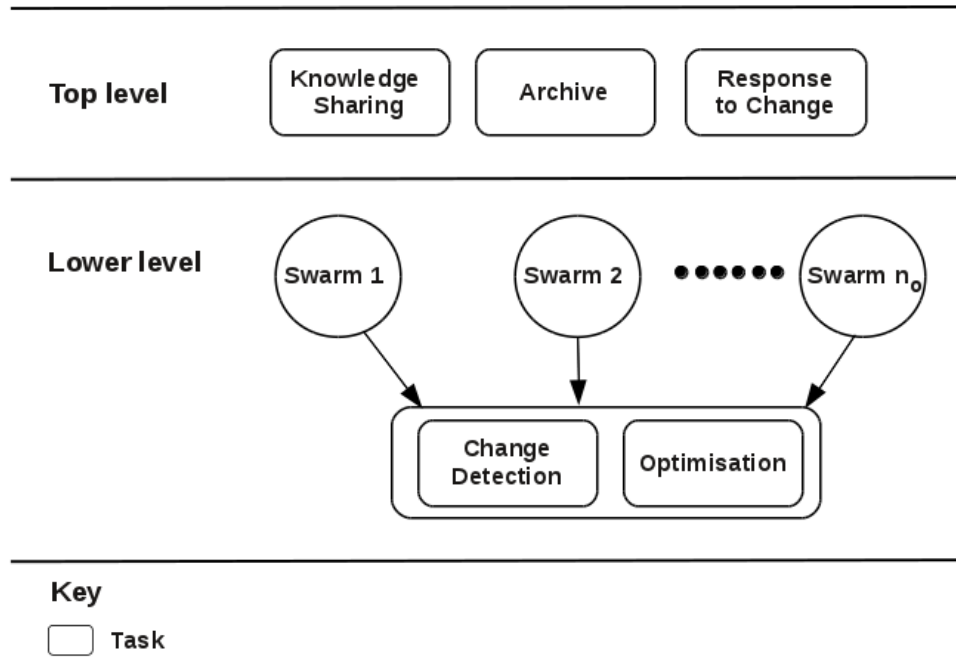 Top level
Knowledge
Sharing
Archive
Response
to Change
Lower level
Swarm 1
Swarm 2
Swarm nₒ
Change
Detection
Optimisation
Key
Task